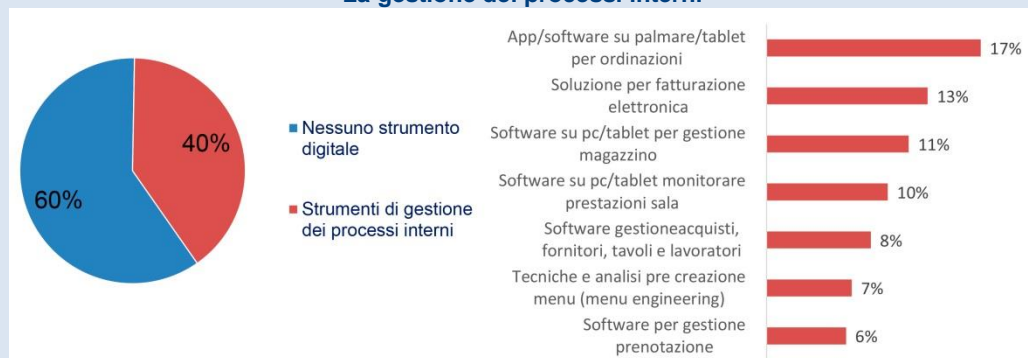 La gestione dei processi interni
40%
60%
Nessuno strumento
digitale
Strumenti di gestione
dei processi interni
App/software su palmare/tablet
per ordinazioni
17%
Soluzione per fatturazione
elettronica
13%
Software su pc/tablet per gestione
magazzino
11%
Software su pc/tablet monitorare
prestazioni sala
10%
Software gestioneacquisti,
fornitori, tavoli e lavoratori
8%
Tecniche e analisi pre creazione
menu (menu engineering)
7%
Software per gestione
prenotazione
6%